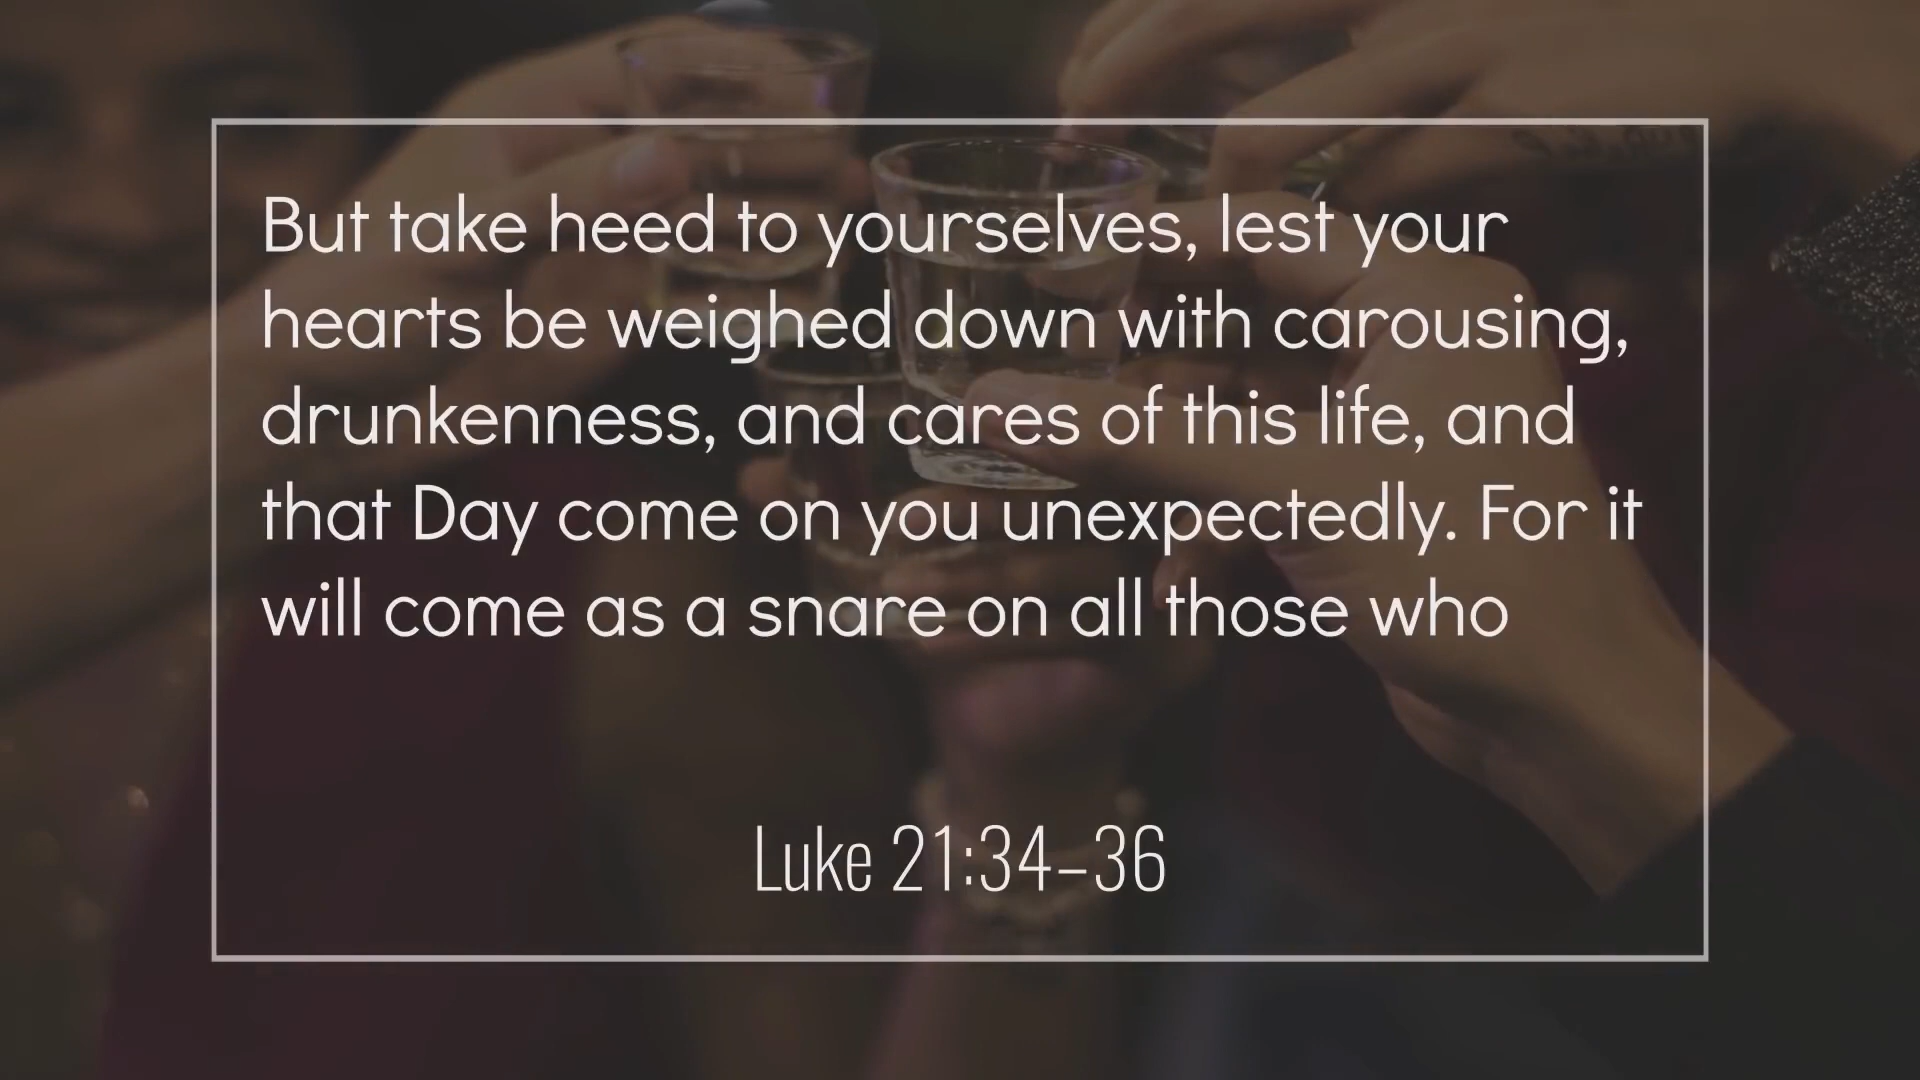 But take heed to yourselves, lest your
hearts be weighed down with carousing,
drunkenness, and cares of this life, and
that Day come on you unexpectedly. For it
will come as a snare on all those who
Luke 21:34–36